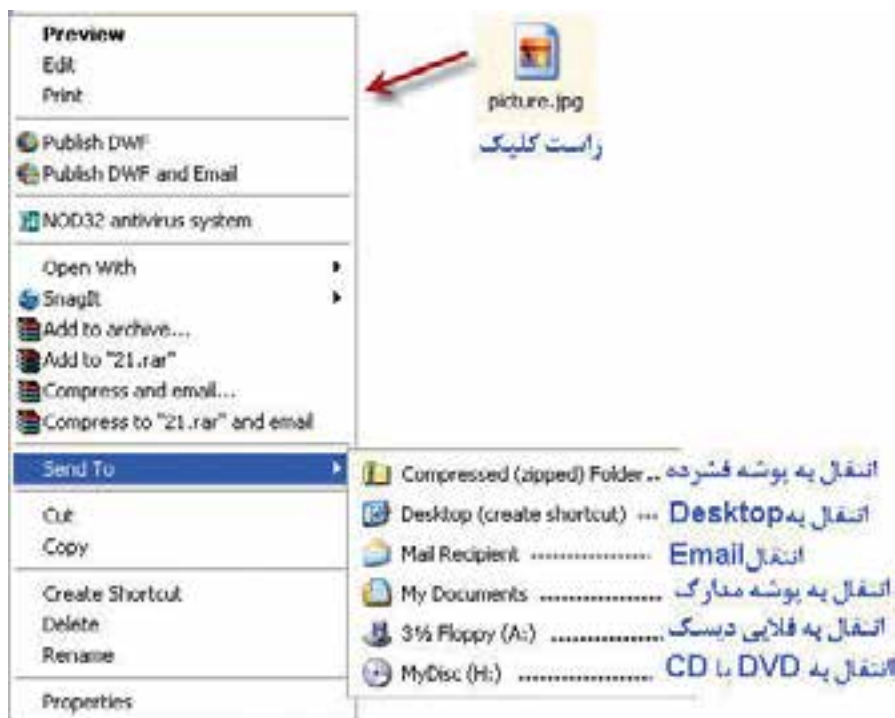 Preview
Edit
Print
Publish DWF
Publish DWF and Email
NOD32 antivirus system
Open With
SnagIt
Add to archive...
Add to "21.rar"
Compress and email...
Compress to "21.rar" and email
Send To
Cut
Copy
Create Shortcut
Delete
Rename
Properties
picture.jpg
راست کلیک
Compressed (zipped) Folder .. انتقال به پوشه فشرده
Desktop (create shortcut) ... انتقال به Desktop
Mail Recipient ................. انتقال Email
My Documents ................. انتقال به پوشه مدارک
3½ Floppy (A:) ............... انتقال به فلاپی دیسک
MyDisc (H:) .................. انتقال به DVD یا CD